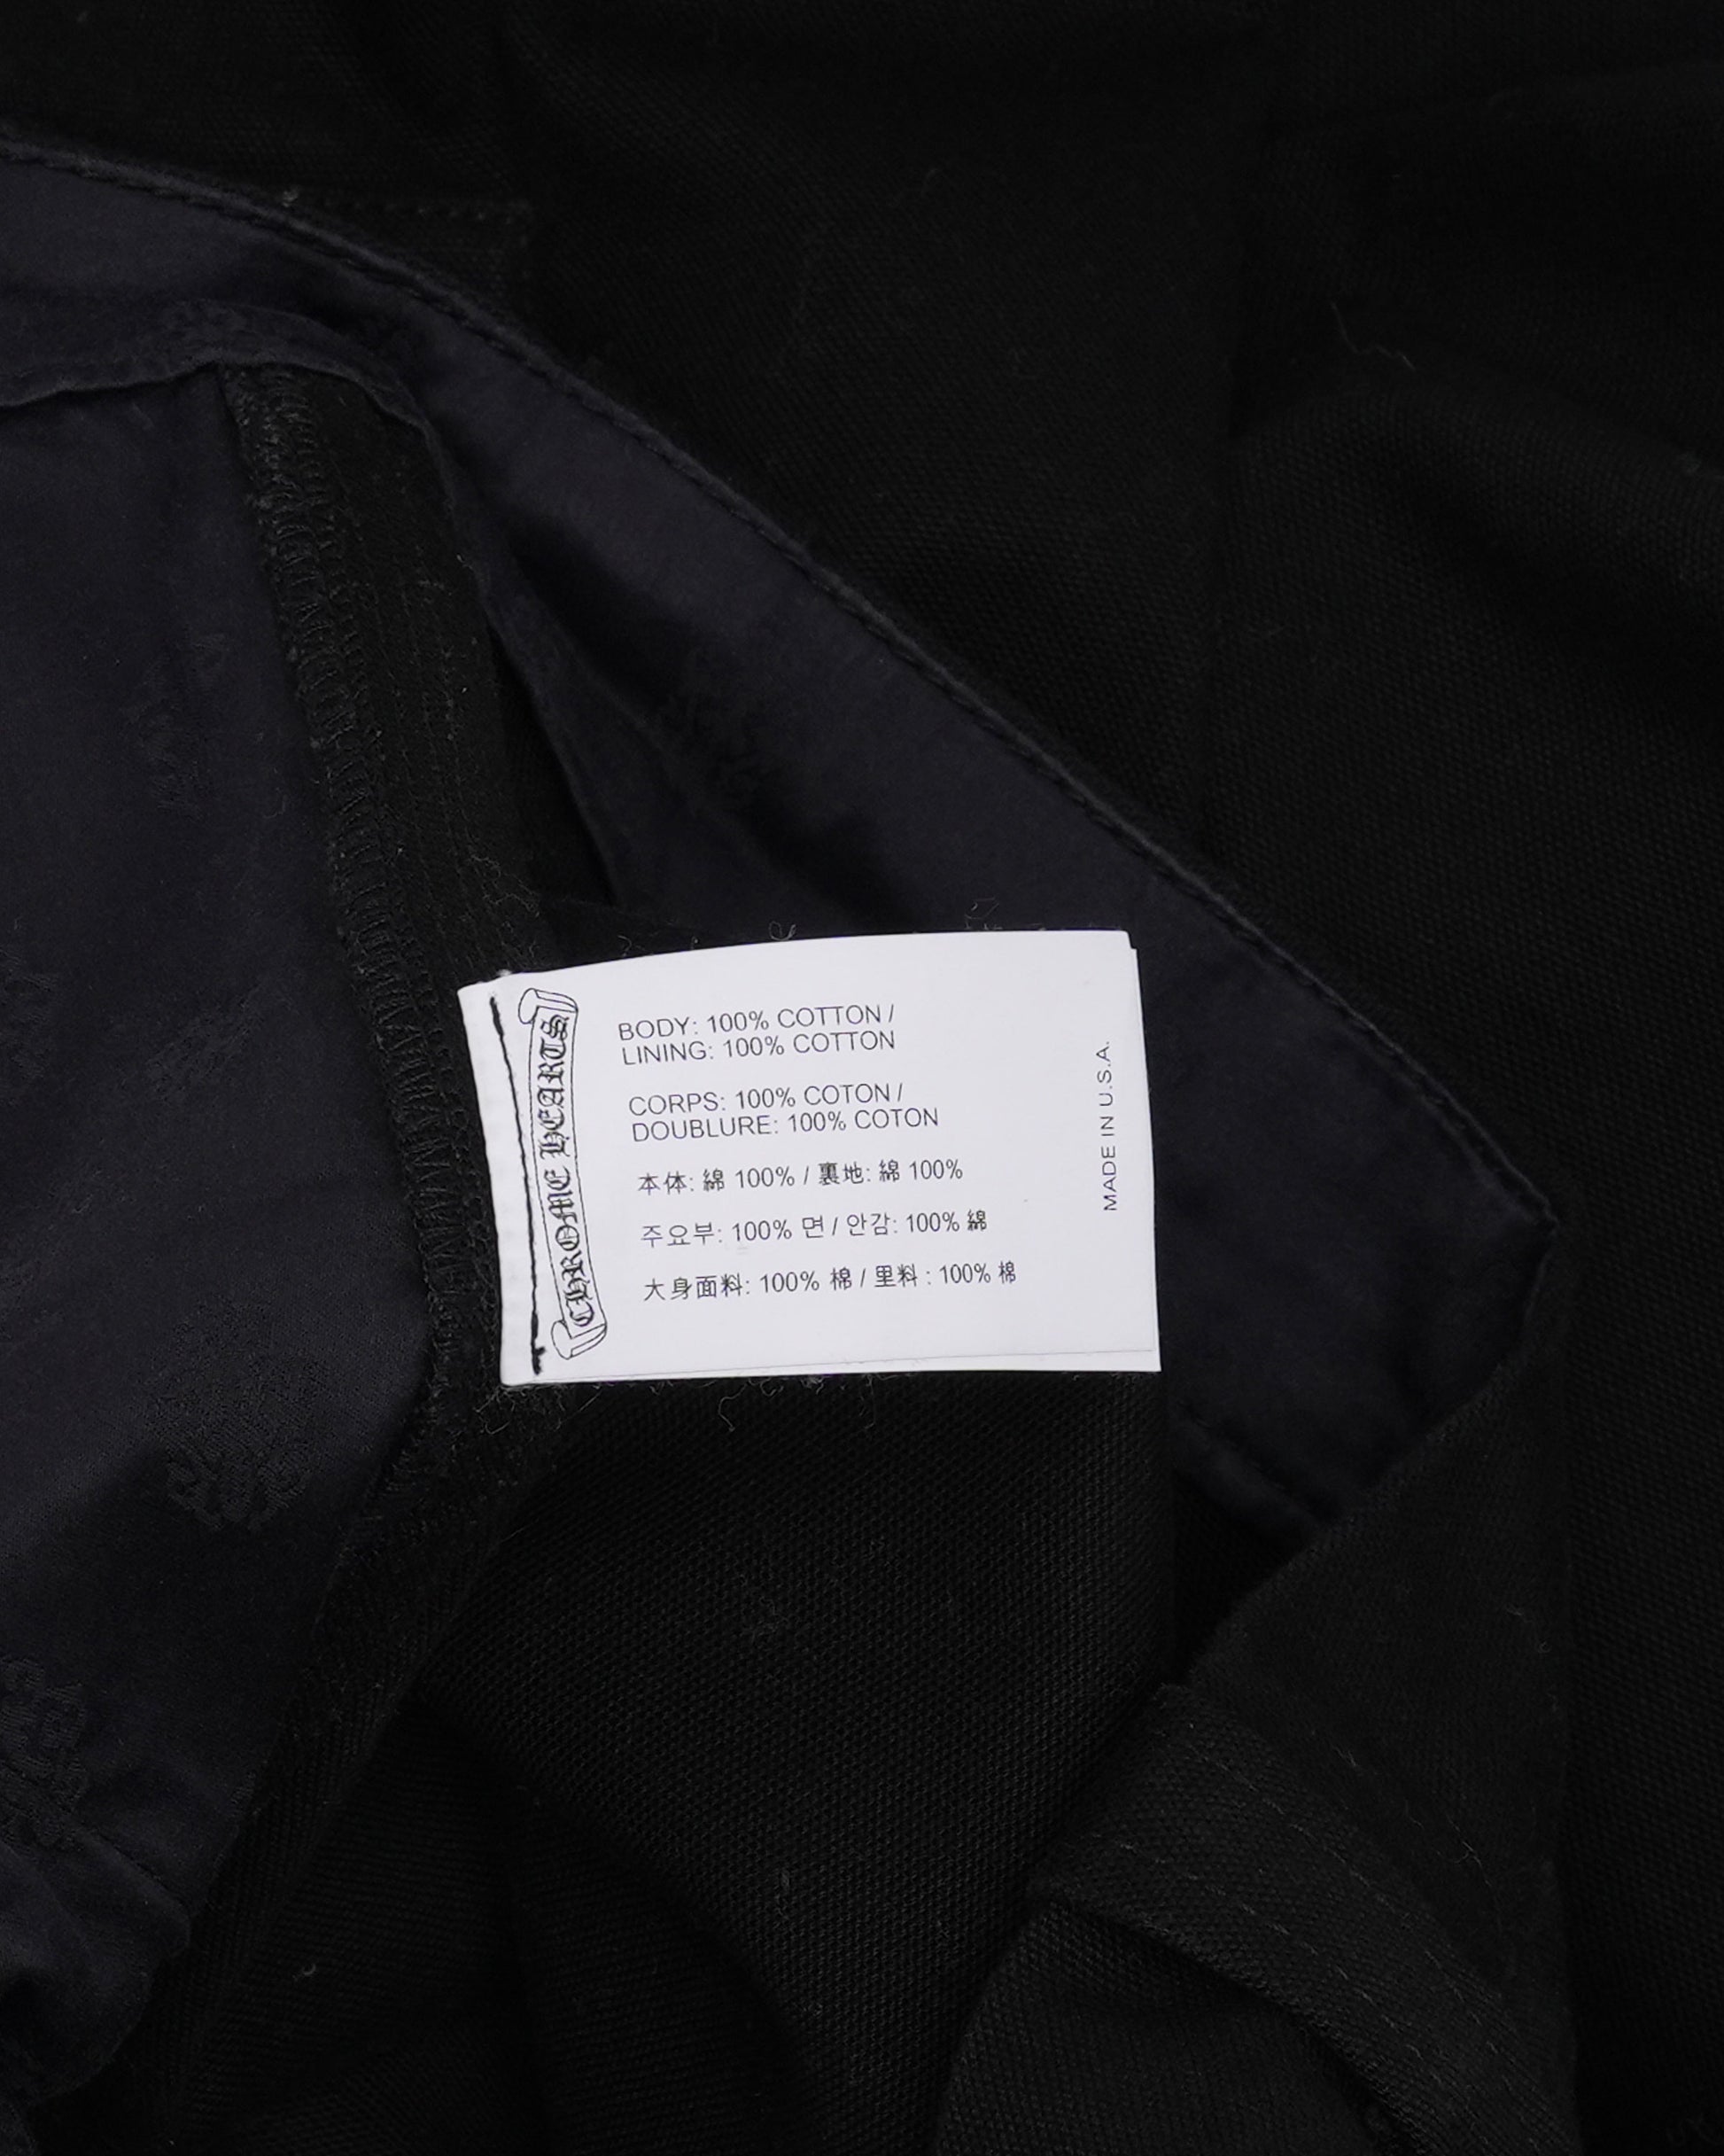 CHROME HEARTS
BODY: 100% COTTON /
LINING: 100% COTTON
CORPS: 100% COTON /
DOUBLURE: 100% COTON
本体: 綿 100% / 裏地: 綿 100%
주요부: 100% 면 / 안감: 100% 綿
大身面料: 100% 棉 / 里料 : 100% 棉
MADE IN U.S.A.